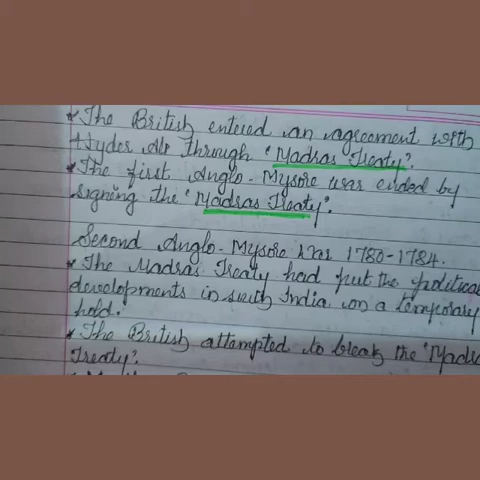 * The British entered an agreement with
Hyder Ali through 'Madras Treaty'.
* The first Anglo-Mysore was ended by
signing the 'Madras Treaty'.
Second Anglo-Mysore War 1780-1784.
* The Madras Treaty had put the political
developments in south India on a temporary
hold.
* The British attempted to break the 'Madra
Treaty'.